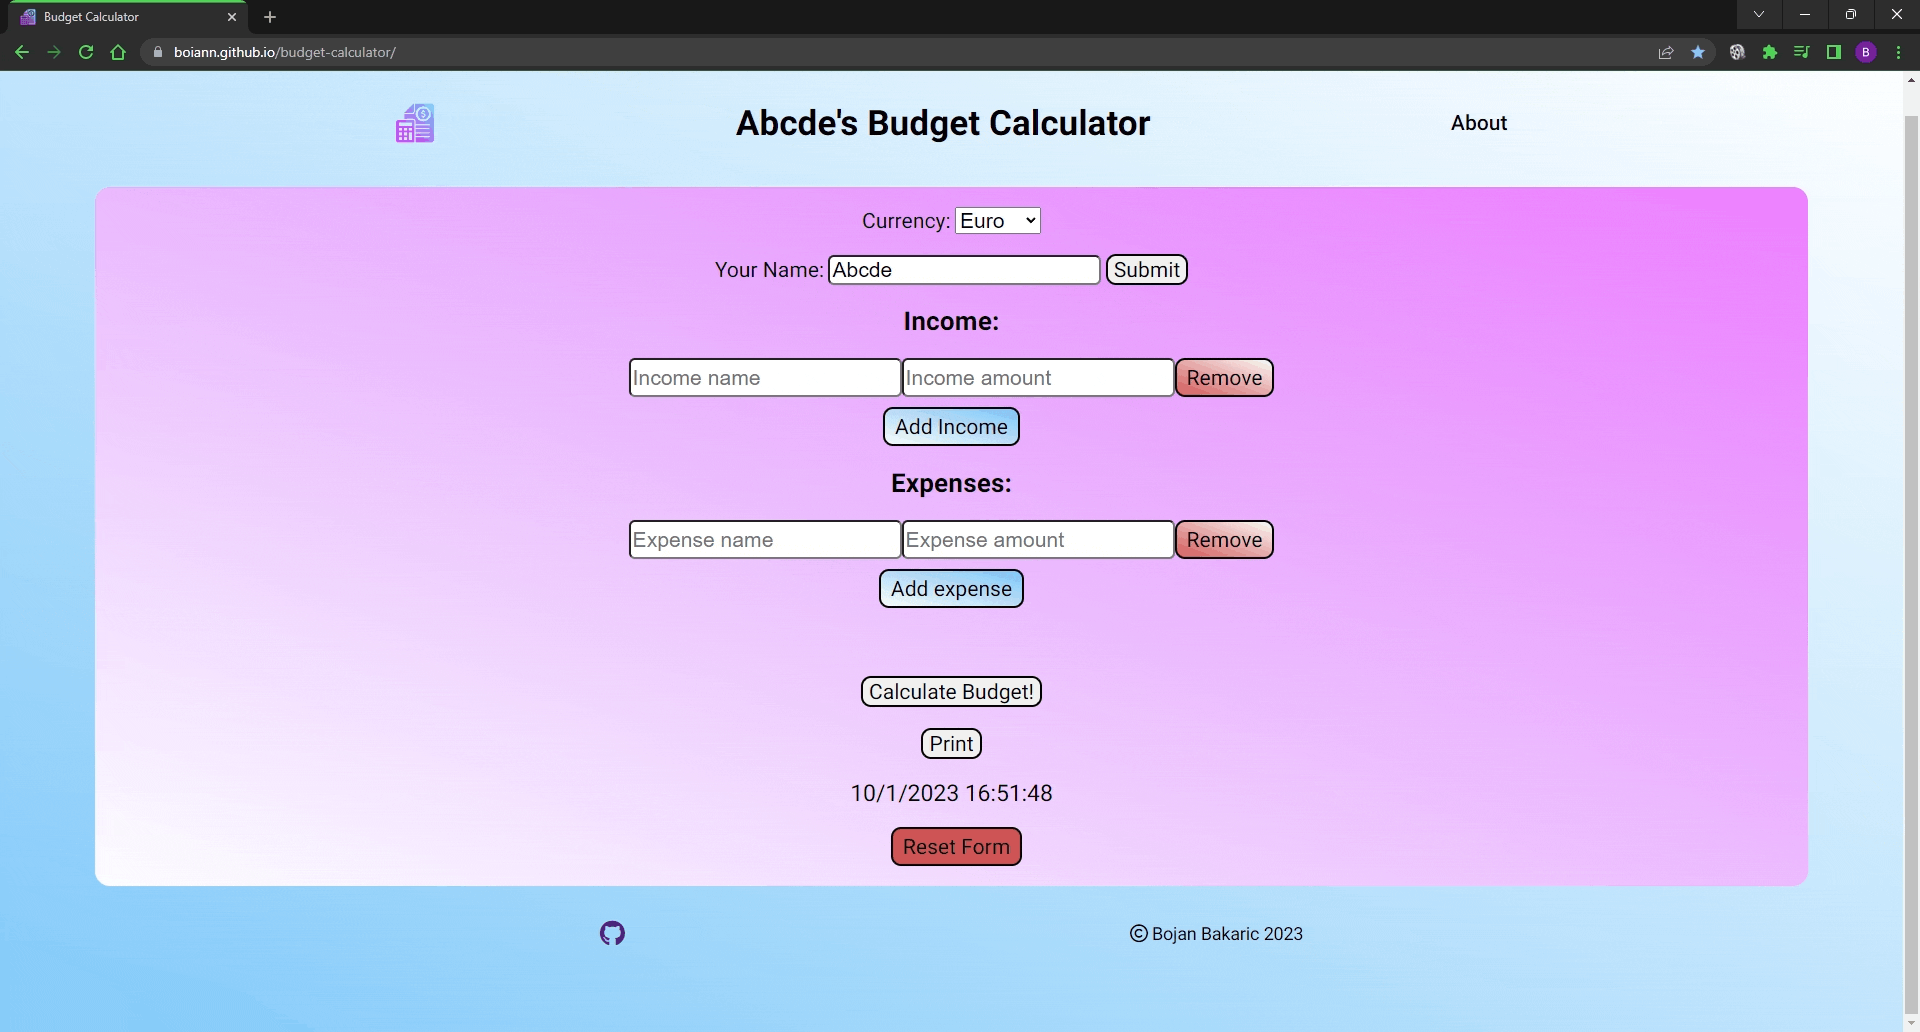 Budget Calculator
boiann.github.io/budget-calculator/
B
Abcde's Budget Calculator
About
Currency: Euro
Your Name: Abcde Submit
Income:
Income name Income amount Remove
Add Income
Expenses:
Expense name Expense amount Remove
Add expense
Calculate Budget!
Print
10/1/2023 16:51:48
Reset Form
© Bojan Bakaric 2023